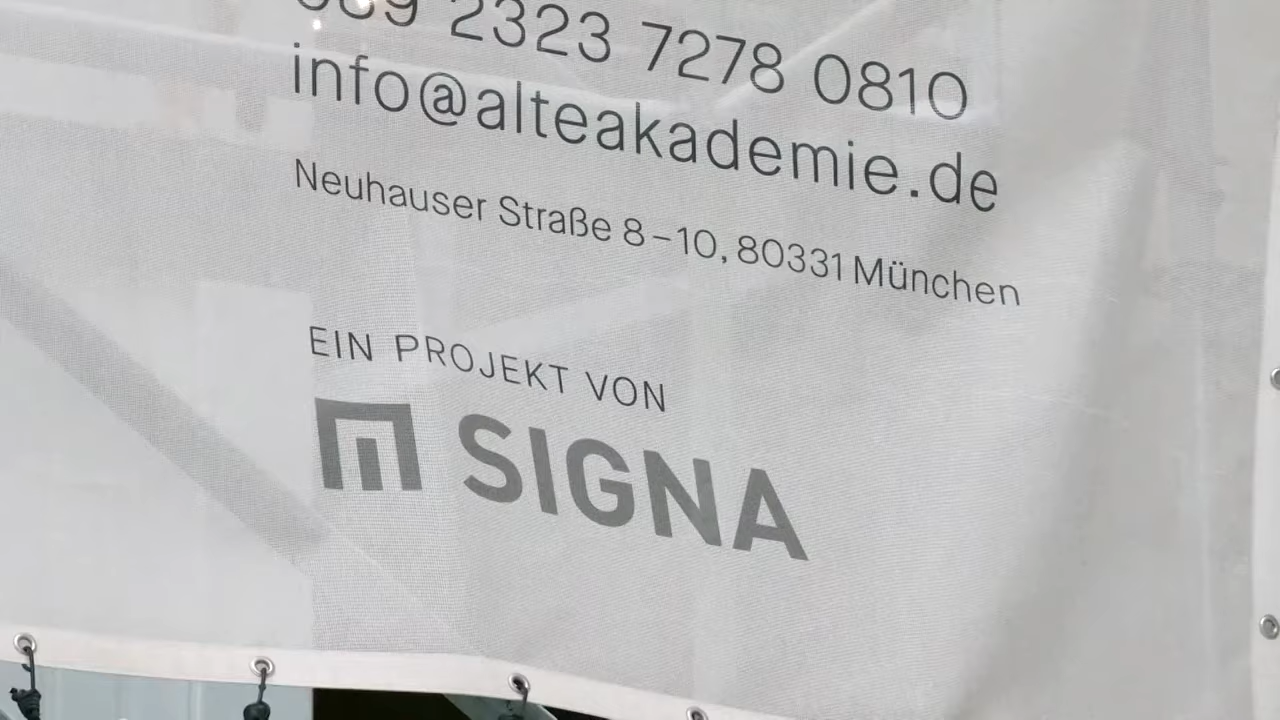 089 2323 7278 0810
info@alteakademie.de
Neuhauser Straße 8–10, 80331 München
EIN PROJEKT VON
SIGNA